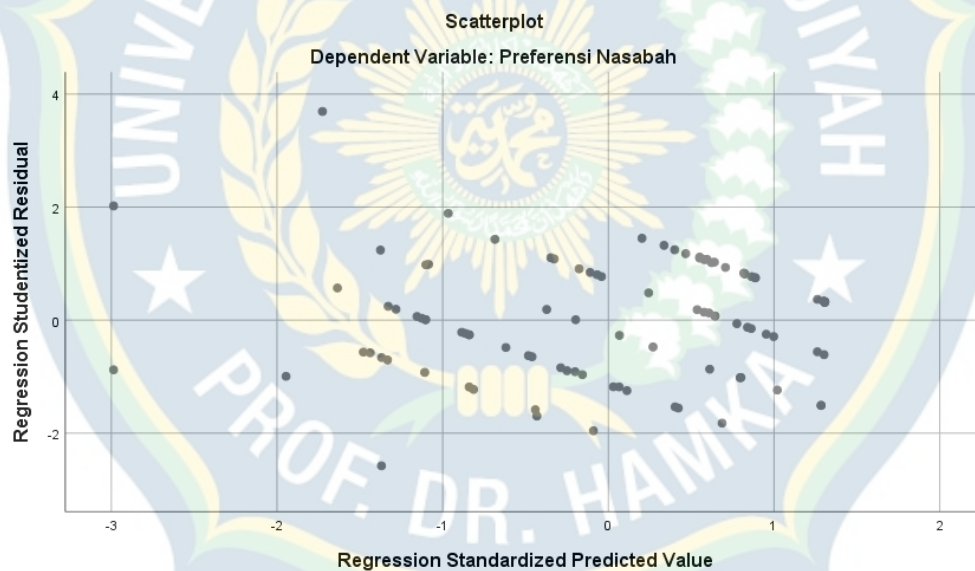 Scatterplot
Dependent Variable: Preferensi Nasabah
Regression Studentized Residual
4
2
0
-2
-3
-2
-1
0
1
2
Regression Standardized Predicted Value
PROF. DR. HAMKA